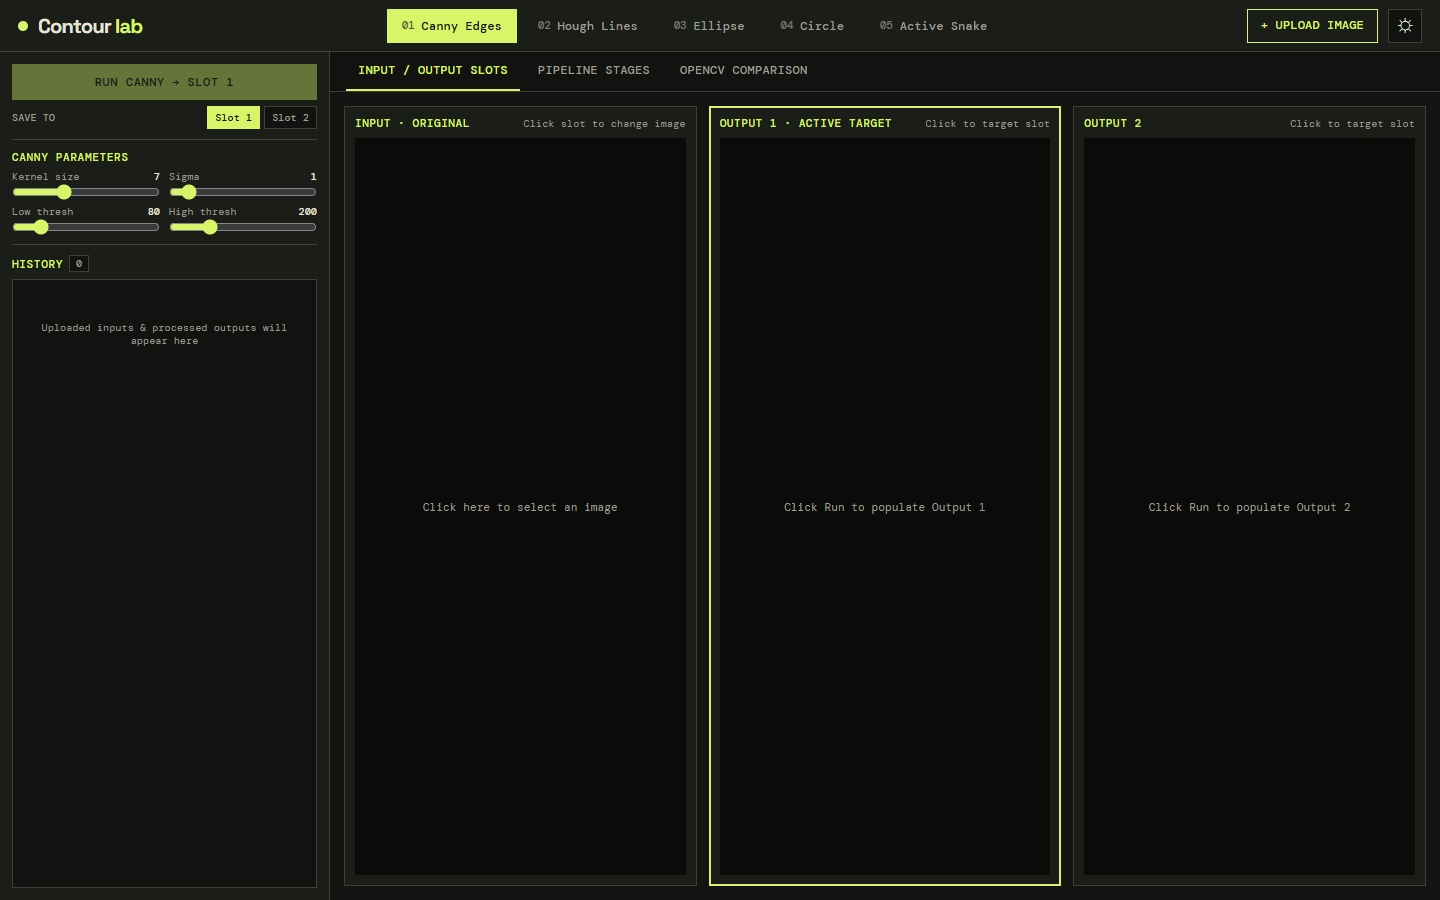 Contour lab
01 Canny Edges
02 Hough Lines
03 Ellipse
04 Circle
05 Active Snake
+ UPLOAD IMAGE
RUN CANNY → SLOT 1
SAVE TO
Slot 1
Slot 2
CANNY PARAMETERS
Kernel size 7
Sigma 1
Low thresh 80
High thresh 200
HISTORY 0
Uploaded inputs & processed outputs will
appear here
INPUT / OUTPUT SLOTS
PIPELINE STAGES
OPENCV COMPARISON
INPUT · ORIGINAL
Click slot to change image
Click here to select an image
OUTPUT 1 · ACTIVE TARGET
Click to target slot
Click Run to populate Output 1
OUTPUT 2
Click to target slot
Click Run to populate Output 2